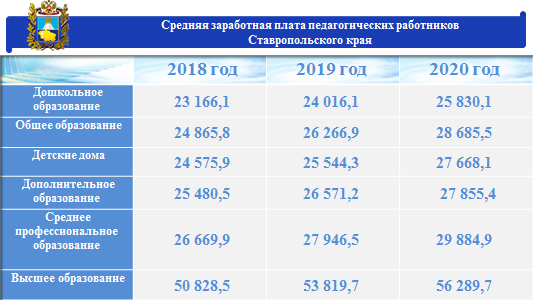 Средняя заработная плата педагогических работников
Ставропольского края
2018 год 2019 год 2020 год
Дошкольное
образование 23 166,1 24 016,1 25 830,1
Общее образование 24 865,8 26 266,9 28 685,5
Детские дома 24 575,9 25 544,3 27 668,1
Дополнительное
образование 25 480,5 26 571,2 27 855,4
Среднее
профессиональное
образование 26 669,9 27 946,5 29 884,9
Высшее образование 50 828,5 53 819,7 56 289,7